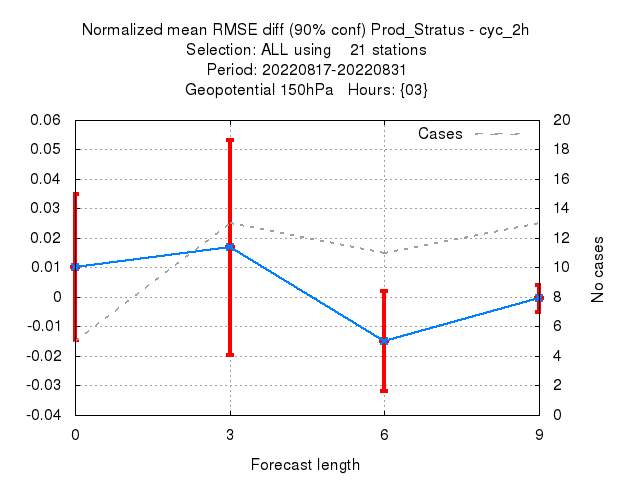 Normalized mean RMSE diff (90% conf) Prod_Stratus - cyc_2h
Selection: ALL using    21 stations
Period: 20220817-20220831
Geopotential 150hPa   Hours: {03}
Cases
0.06
0.05
0.04
0.03
0.02
0.01
0
-0.01
-0.02
-0.03
-0.04
20
18
16
14
12
10
8
6
4
2
0
No cases
0 3 6 9
Forecast length